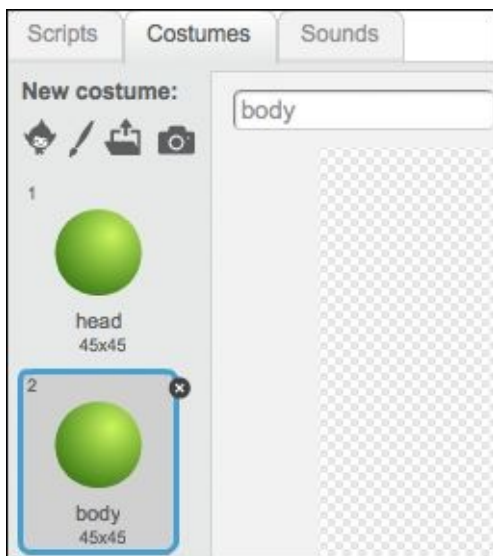 Scripts Costumes Sounds
New costume:
body
1
head
45x45
2
body
45x45